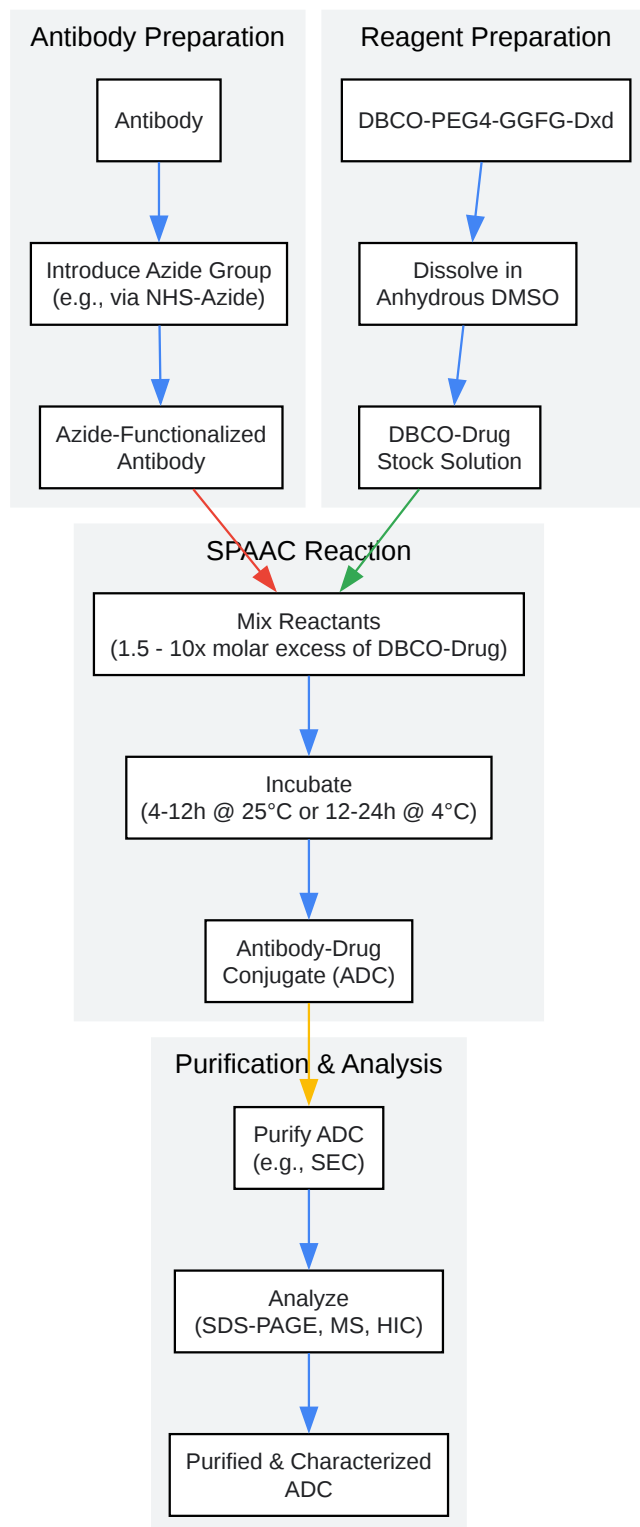 Antibody Preparation
Antibody
Introduce Azide Group
(e.g., via NHS-Azide)
Azide-Functionalized
Antibody
Reagent Preparation
DBCO-PEG4-GGFG-Dxd
Dissolve in
Anhydrous DMSO
DBCO-Drug
Stock Solution
SPAAC Reaction
Mix Reactants
(1.5 - 10x molar excess of DBCO-Drug)
Incubate
(4-12h @ 25°C or 12-24h @ 4°C)
Antibody-Drug
Conjugate (ADC)
Purification & Analysis
Purify ADC
(e.g., SEC)
Analyze
(SDS-PAGE, MS, HIC)
Purified & Characterized
ADC